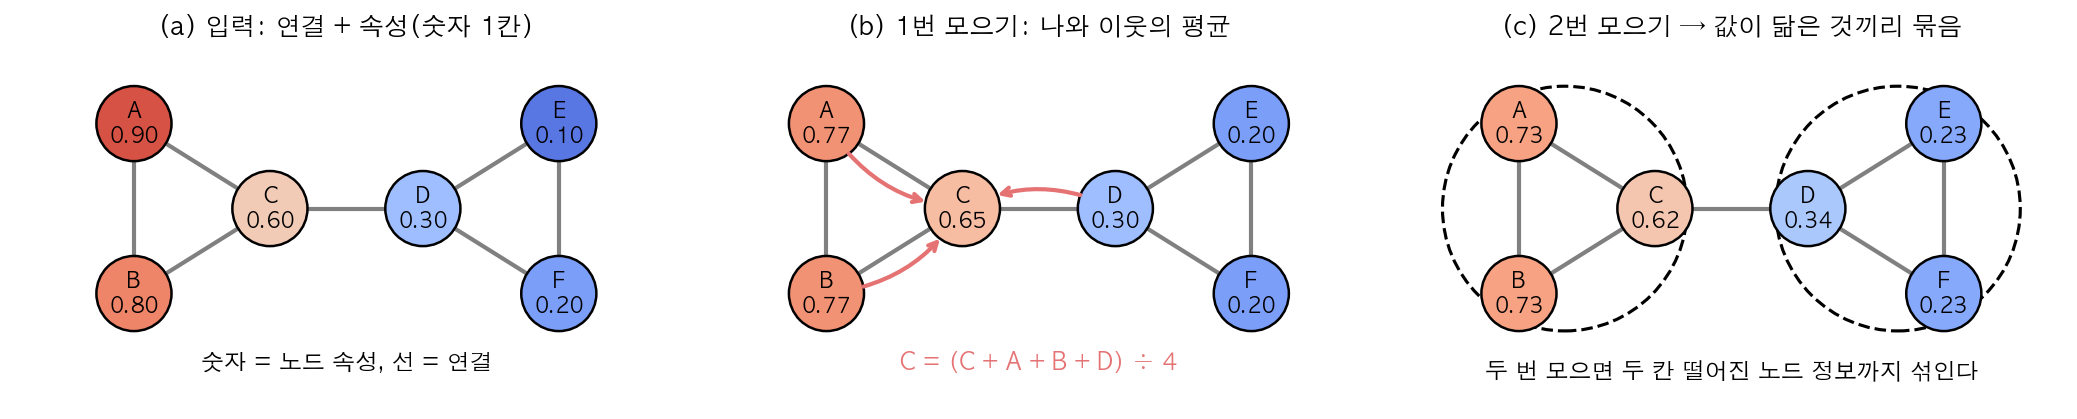 (a) 입력: 연결 + 속성(숫자 1칸)
A
0.90
E
0.10
C
0.60
D
0.30
B
0.80
F
0.20
숫자 = 노드 속성, 선 = 연결
(b) 1번 모으기: 나와 이웃의 평균
A
0.77
E
0.20
C
0.65
D
0.30
B
0.77
F
0.20
C = (C + A + B + D) ÷ 4
(c) 2번 모으기 → 값이 닮은 것끼리 묶음
A
0.73
E
0.23
C
0.62
D
0.34
B
0.73
F
0.23
두 번 모으면 두 칸 떨어진 노드 정보까지 섞인다